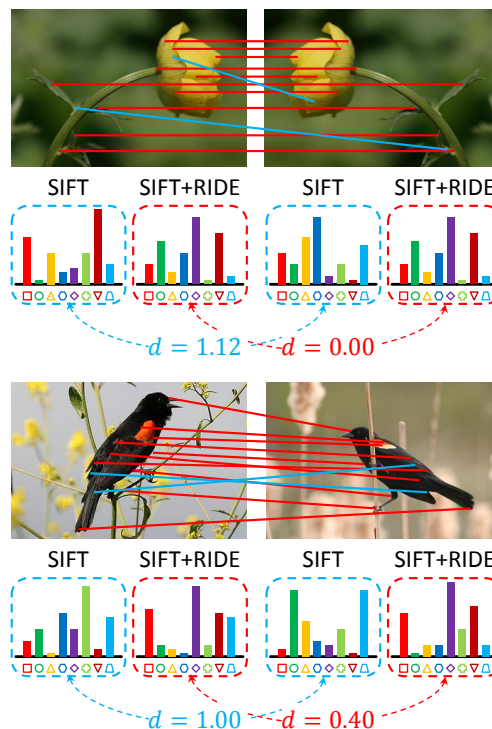 SIFT SIFT+RIDE SIFT SIFT+RIDE
d = 1.12 d = 0.00
SIFT SIFT+RIDE SIFT SIFT+RIDE
d = 1.00 d = 0.40